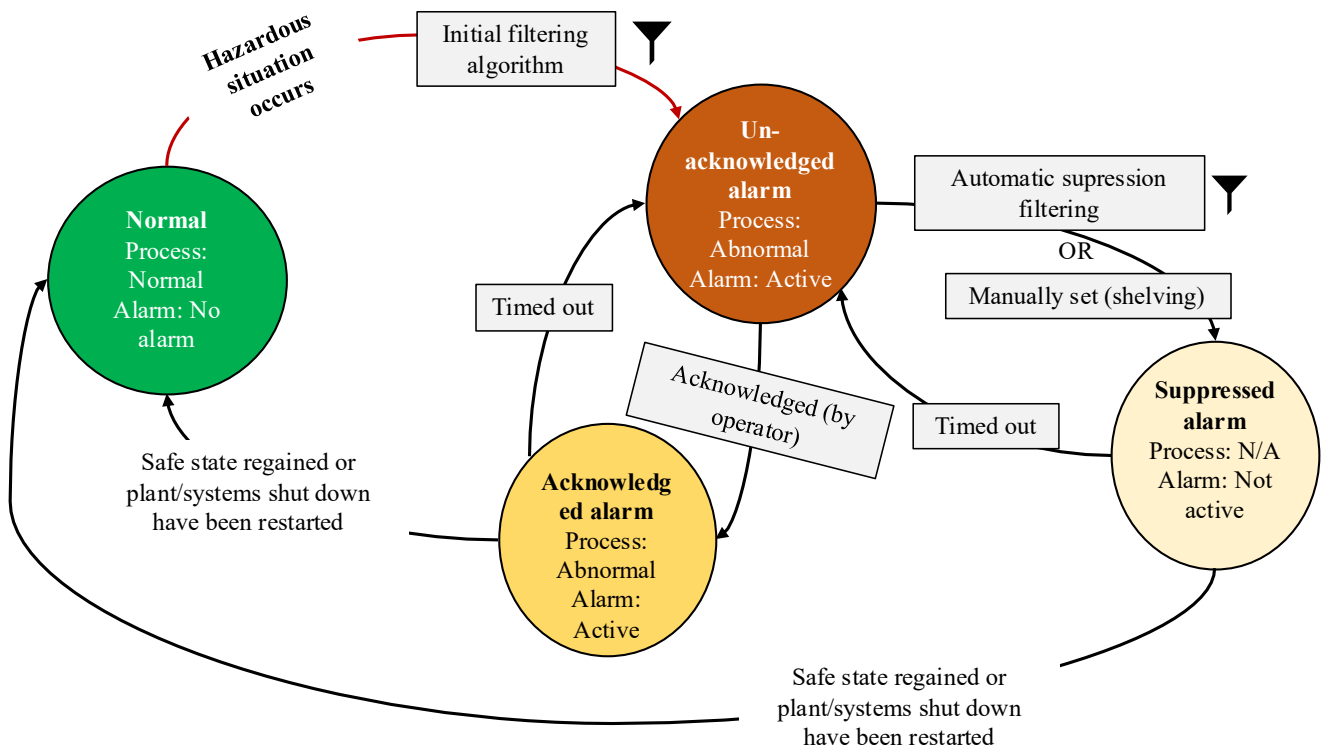 Hazardous
situation
occurs
Initial filtering
algorithm
Un-
acknowledged
alarm
Process:
Abnormal
Alarm: Active
Automatic supression
filtering
OR
Manually set (shelving)
Normal
Process:
Normal
Alarm: No
alarm
Timed out
Acknowledged (by
operator)
Timed out
Suppressed
alarm
Process: N/A
Alarm: Not
active
Safe state regained or
plant/systems shut down
have been restarted
Acknowledg
ed alarm
Process:
Abnormal
Alarm:
Active
Safe state regained or
plant/systems shut down
have been restarted